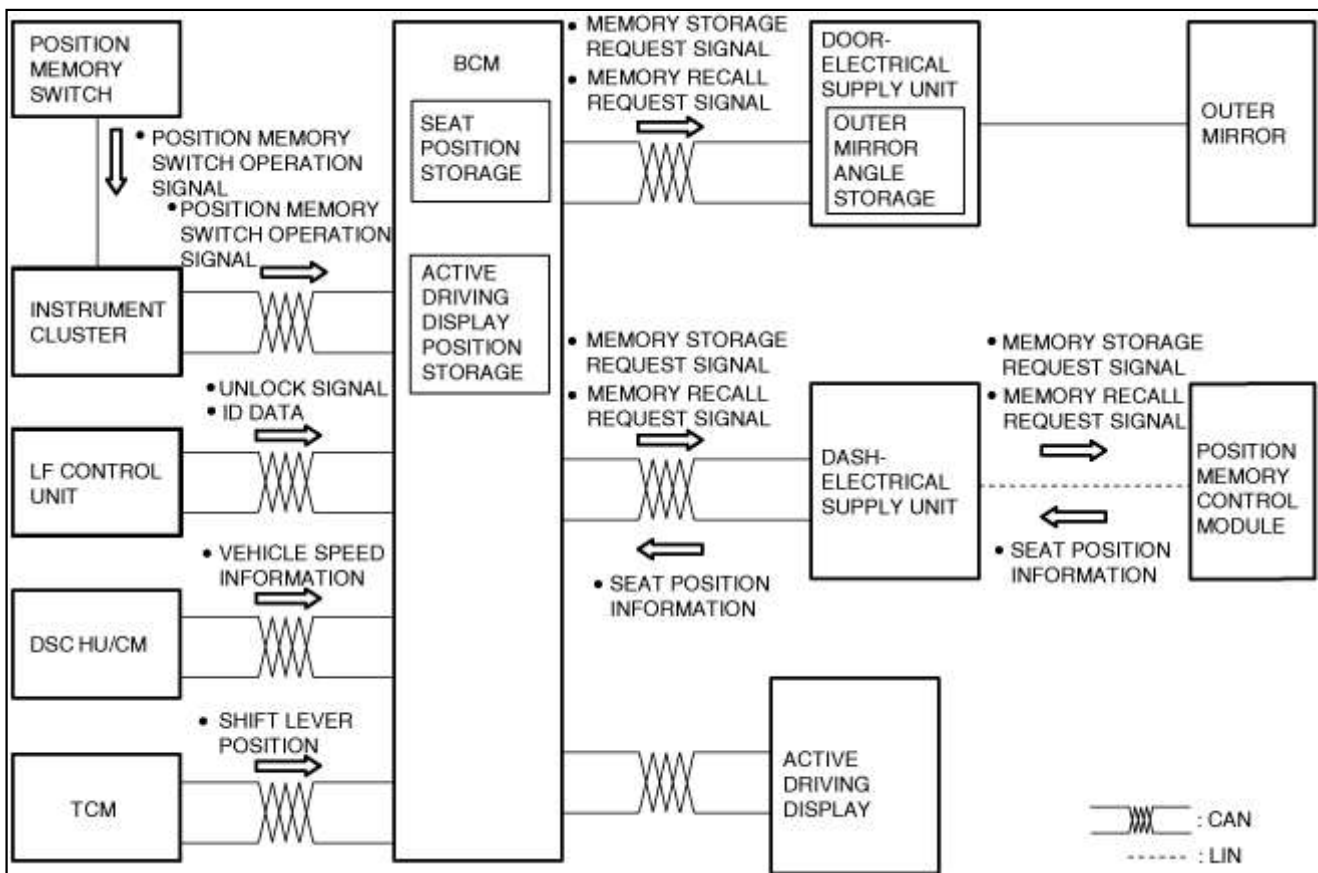 POSITION
MEMORY
SWITCH
• POSITION MEMORY
SWITCH OPERATION
SIGNAL
• POSITION MEMORY
SWITCH OPERATION
SIGNAL
INSTRUMENT
CLUSTER
• UNLOCK SIGNAL
• ID DATA
LF CONTROL
UNIT
• VEHICLE SPEED
INFORMATION
DSC HU/CM
• SHIFT LEVER
POSITION
TCM
BCM
SEAT
POSITION
STORAGE
ACTIVE
DRIVING
DISPLAY
POSITION
STORAGE
• MEMORY STORAGE
REQUEST SIGNAL
• MEMORY RECALL
REQUEST SIGNAL
DOOR-
ELECTRICAL
SUPPLY UNIT
OUTER
MIRROR
ANGLE
STORAGE
OUTER
MIRROR
• MEMORY STORAGE
REQUEST SIGNAL
• MEMORY RECALL
REQUEST SIGNAL
• SEAT POSITION
INFORMATION
DASH-
ELECTRICAL
SUPPLY UNIT
• MEMORY STORAGE
REQUEST SIGNAL
• MEMORY RECALL
REQUEST SIGNAL
• SEAT POSITION
INFORMATION
POSITION
MEMORY
CONTROL
MODULE
ACTIVE
DRIVING
DISPLAY
: CAN
: LIN